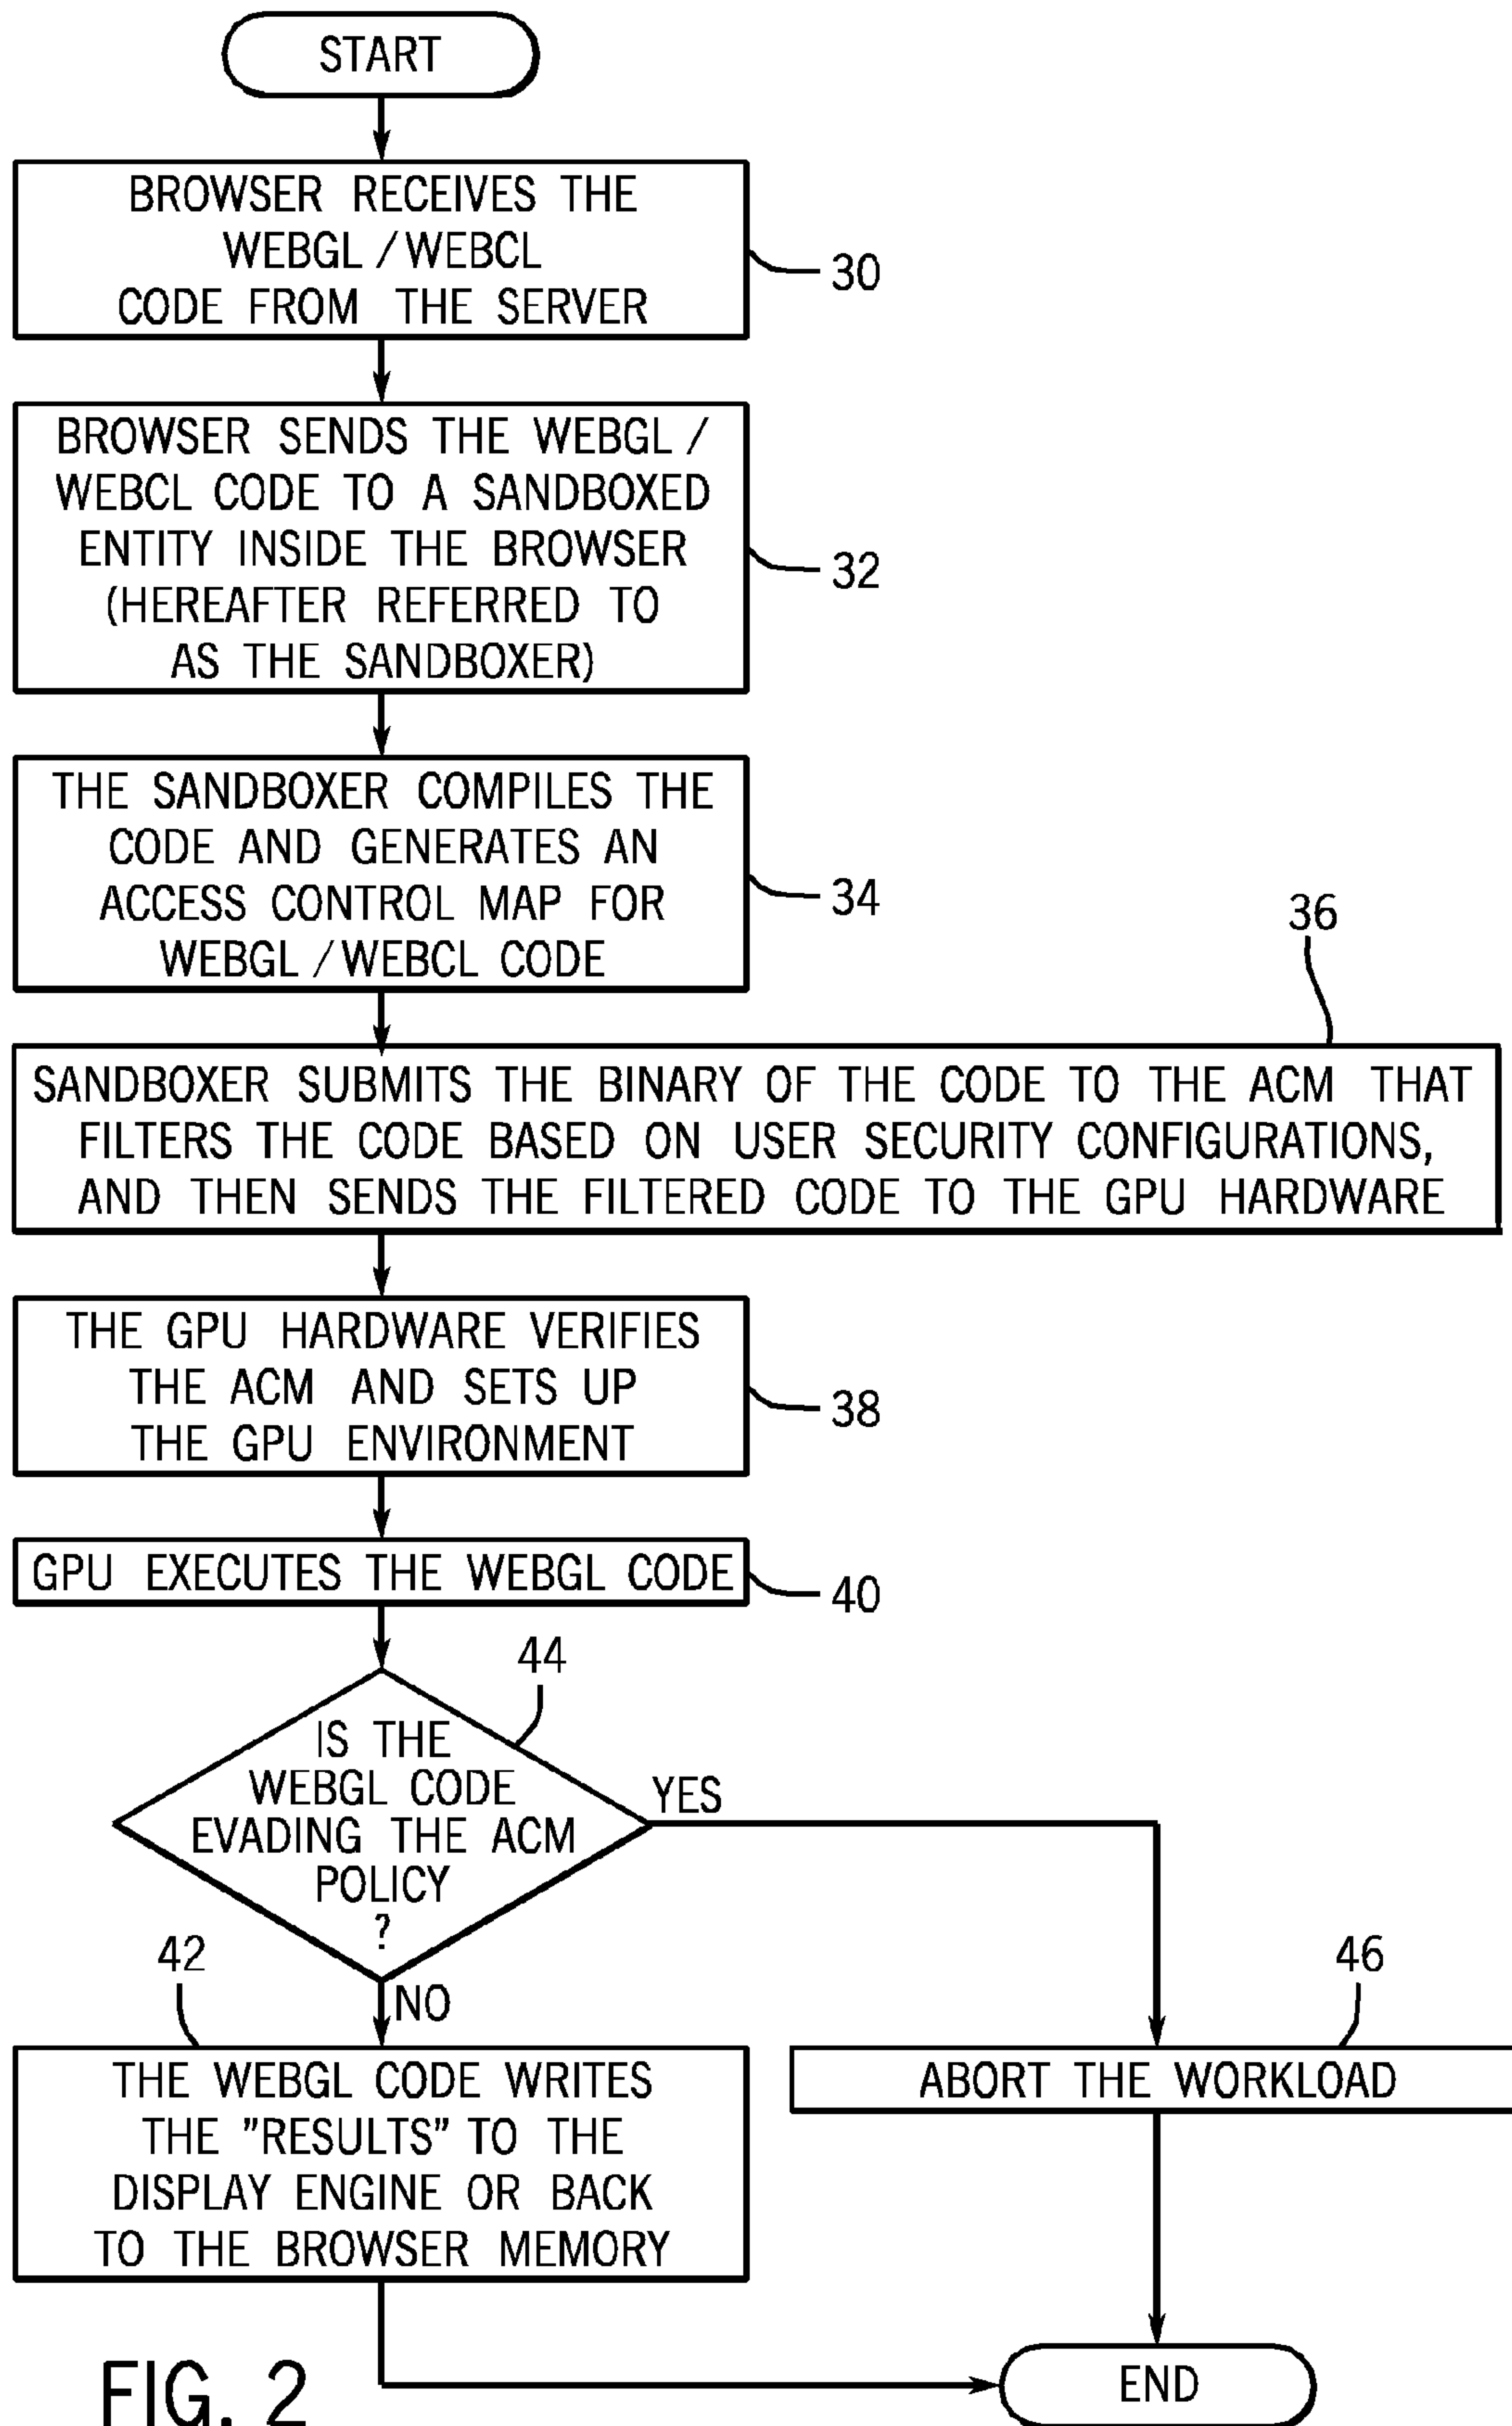 START
BROWSER RECEIVES THE
WEBGL/WEBCL
CODE FROM THE SERVER
30
BROWSER SENDS THE WEBGL/
WEBCL CODE TO A SANDBOXED
ENTITY INSIDE THE BROWSER
(HEREAFTER REFERRED TO
AS THE SANDBOXER)
32
THE SANDBOXER COMPILES THE
CODE AND GENERATES AN
ACCESS CONTROL MAP FOR
WEBGL/WEBCL CODE
34
36
SANDBOXER SUBMITS THE BINARY OF THE CODE TO THE ACM THAT
FILTERS THE CODE BASED ON USER SECURITY CONFIGURATIONS,
AND THEN SENDS THE FILTERED CODE TO THE GPU HARDWARE
THE GPU HARDWARE VERIFIES
THE ACM AND SETS UP
THE GPU ENVIRONMENT
38
GPU EXECUTES THE WEBGL CODE
40
44
IS THE
WEBGL CODE
EVADING THE ACM
POLICY
?
YES
NO
42
THE WEBGL CODE WRITES
THE "RESULTS" TO THE
DISPLAY ENGINE OR BACK
TO THE BROWSER MEMORY
46
ABORT THE WORKLOAD
END
FIG. 2